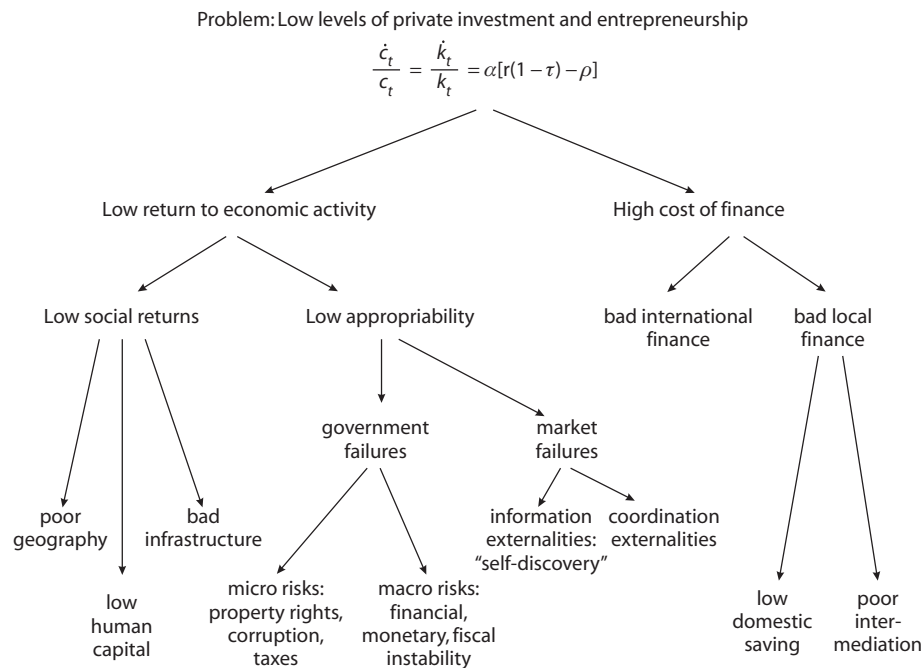 Problem: Low levels of private investment and entrepreneurship
ċₜ/cₜ = k̇ₜ/kₜ = α[r(1 − τ) − ρ]
Low return to economic activity
High cost of finance
Low social returns
Low appropriability
bad international
finance
bad local
finance
government
failures
market
failures
poor
geography
bad
infrastructure
information
externalities:
“self-discovery”
coordination
externalities
low
human
capital
micro risks:
property rights,
corruption,
taxes
macro risks:
financial,
monetary, fiscal
instability
low
domestic
saving
poor
inter-
mediation